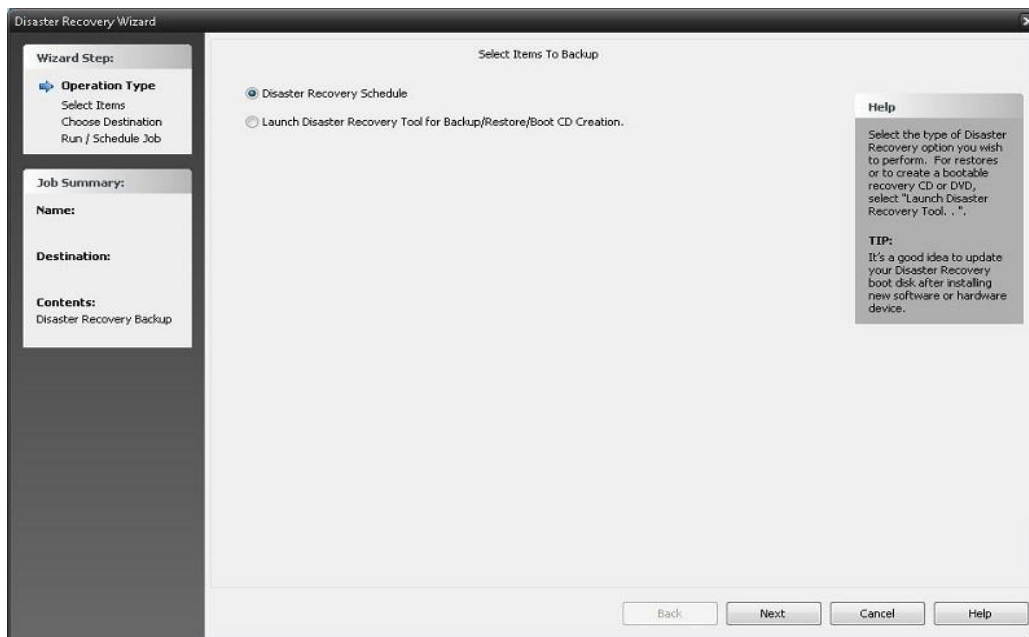 Disaster Recovery Wizard
Wizard Step:
Operation Type
Select Items
Choose Destination
Run / Schedule Job
Job Summary:
Name:
Destination:
Contents:
Disaster Recovery Backup
Select Items To Backup
Disaster Recovery Schedule
Launch Disaster Recovery Tool for Backup/Restore/Boot CD Creation.
Help
Select the type of Disaster
Recovery option you wish
to perform. For restores
or to create a bootable
recovery CD or DVD,
select "Launch Disaster
Recovery Tool. . ".
TIP:
It's a good idea to update
your Disaster Recovery
boot disk after installing
new software or hardware
device.
Back
Next
Cancel
Help